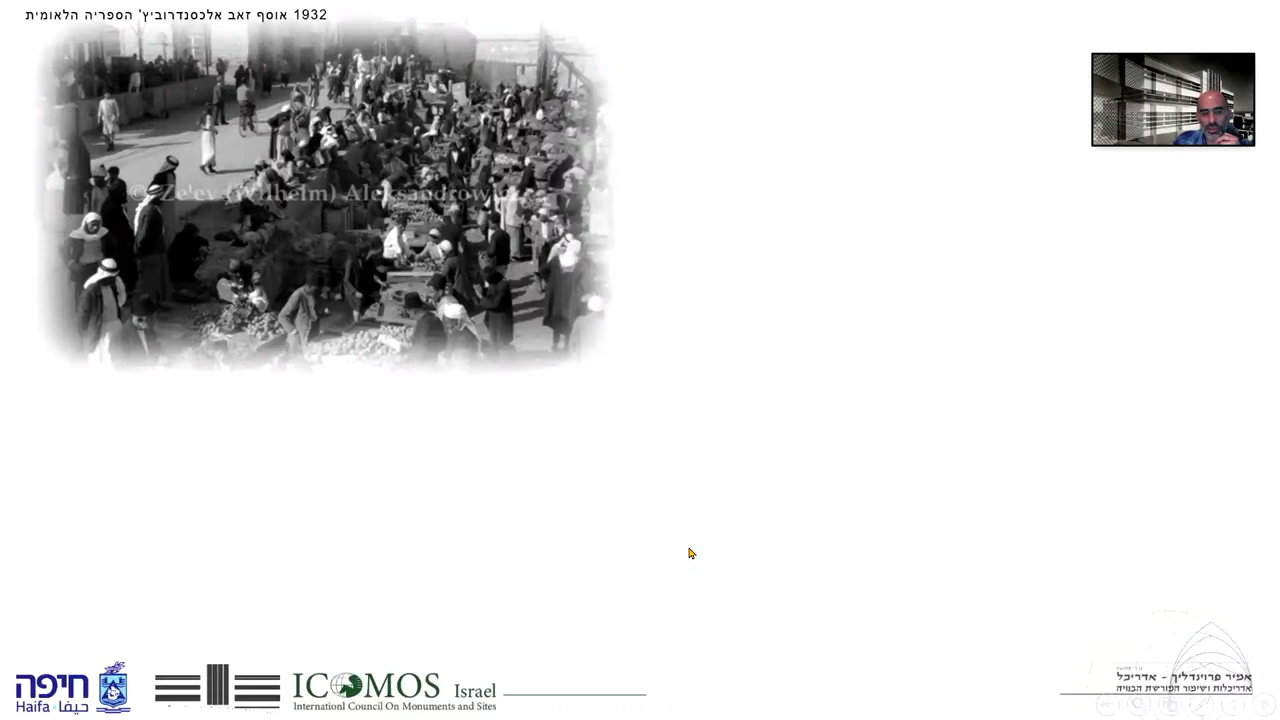 1932 אוסף זאב אלכסנדרוביץ' הספריה הלאומית
© Ze'ev (Wilhelm) Aleksandrowicz
חיפה
Haifa حيفا
ICOMOS Israel
International Council On Monuments and Sites
אמיר פרוינדליך - אדריכל
אדריכלות ושימור המורשת הבנויה